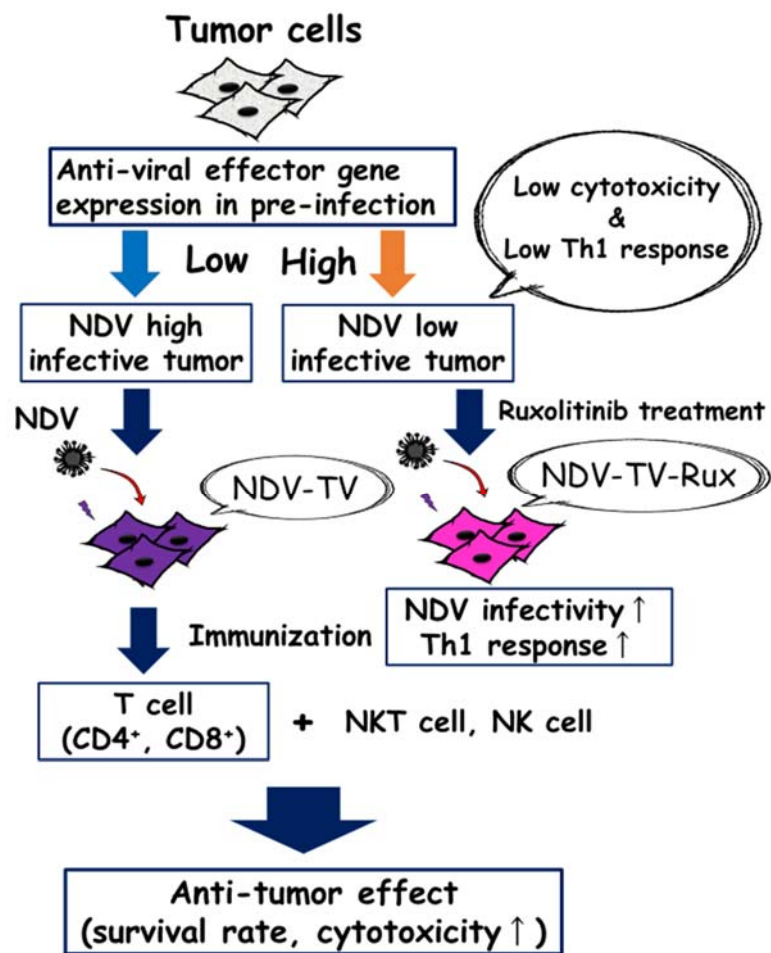 Tumor cells
Anti-viral effector gene
expression in pre-infection
Low cytotoxicity
&
Low Th1 response
Low
High
NDV high
infective tumor
NDV low
infective tumor
NDV
Ruxolitinib treatment
NDV-TV
NDV-TV-Rux
NDV infectivity ↑
Th1 response ↑
Immunization
T cell
(CD4⁺, CD8⁺)
+ NKT cell, NK cell
Anti-tumor effect
(survival rate, cytotoxicity ↑)